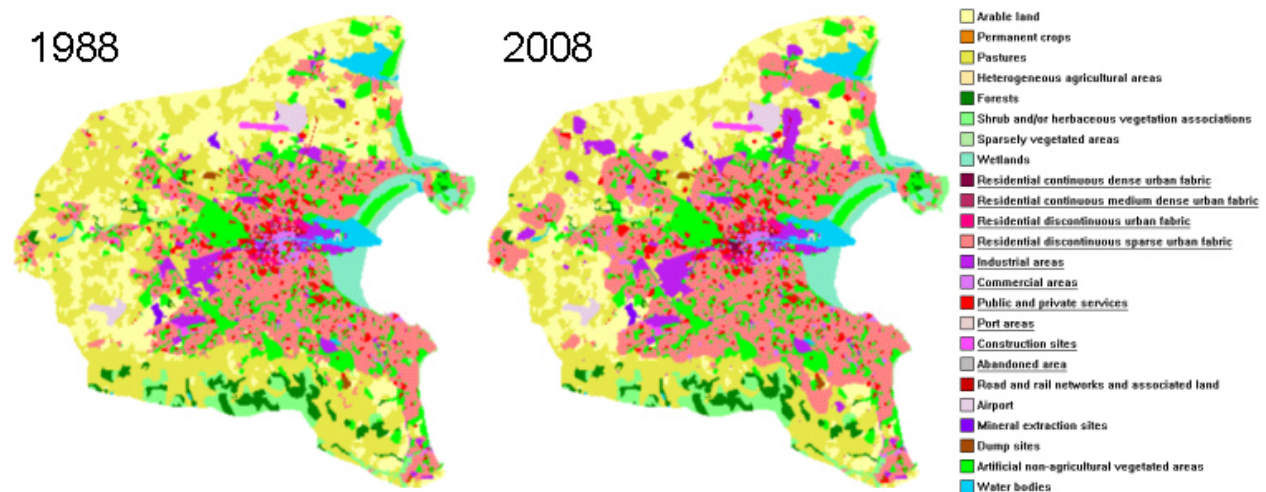 1988
2008
Arable land
Permanent crops
Pastures
Heterogeneous agricultural areas
Forests
Shrub and/or herbaceous vegetation associations
Sparsely vegetated areas
Wetlands
Residential continuous dense urban fabric
Residential continuous medium dense urban fabric
Residential discontinuous urban fabric
Residential discontinuous sparse urban fabric
Industrial areas
Commercial areas
Public and private services
Port areas
Construction sites
Abandoned area
Road and rail networks and associated land
Airport
Mineral extraction sites
Dump sites
Artificial non-agricultural vegetated areas
Water bodies